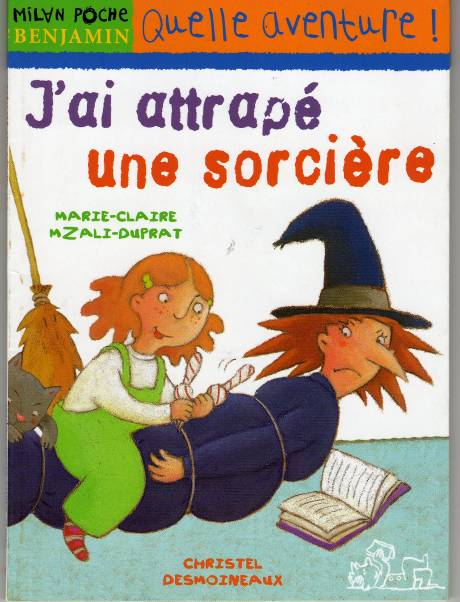 MiLAN POCHE
BENJAMIN
Quelle aventure !
J'ai attrapé
une sorcière
MARIE-CLAIRE
MZALI-DUPRAT
CHRISTEL
DESMOINEAUX